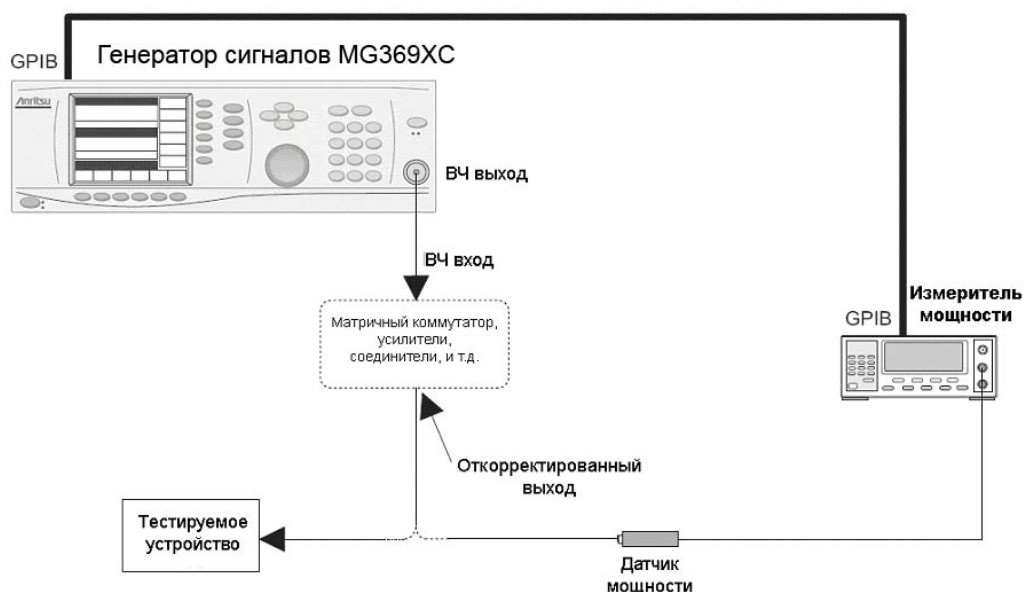 GPIB
Генератор сигналов MG369XC
Anritsu
ВЧ выход
ВЧ вход
Матричный коммутатор,
усилители,
соединители, и т.д.
Измеритель
мощности
GPIB
Откорректированный
выход
Тестируемое
устройство
Датчик
мощности